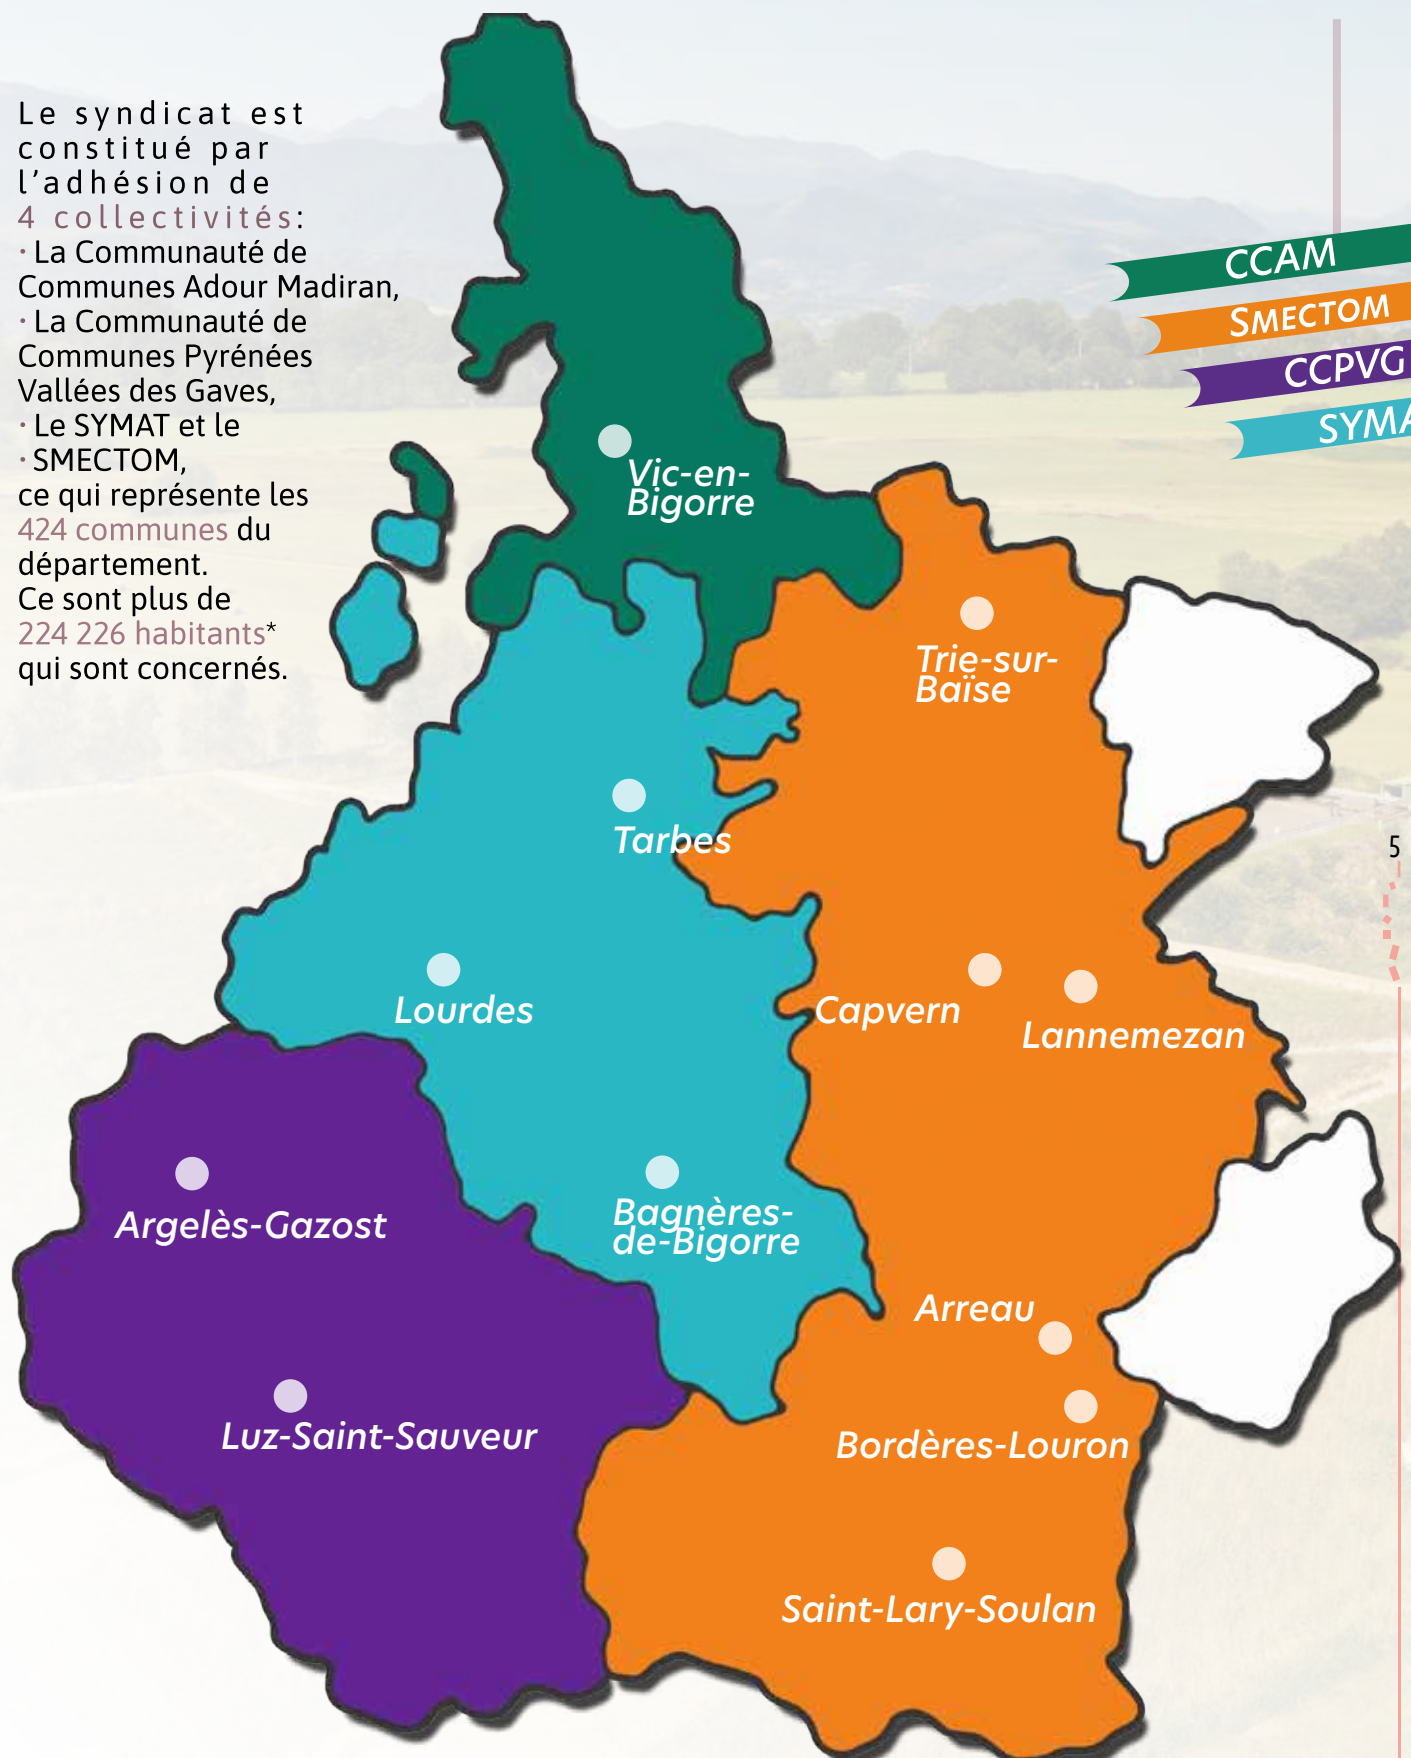 Le syndicat est
constitué par
l'adhésion de
4 collectivités:
· La Communauté de
Communes Adour Madiran,
· La Communauté de
Communes Pyrénées
Vallées des Gaves,
· Le SYMAT et le
· SMECTOM,
ce qui représente les
424 communes du
département.
Ce sont plus de
224 226 habitants*
qui sont concernés.
CCAM
SMECTOM
CCPVG
SYMA
Vic-en-
Bigorre
Trie-sur-
Baïse
Tarbes
5
Lourdes
Capvern
Lannemezan
Argelès-Gazost
Bagnères-
de-Bigorre
Arreau
Luz-Saint-Sauveur
Bordères-Louron
Saint-Lary-Soulan